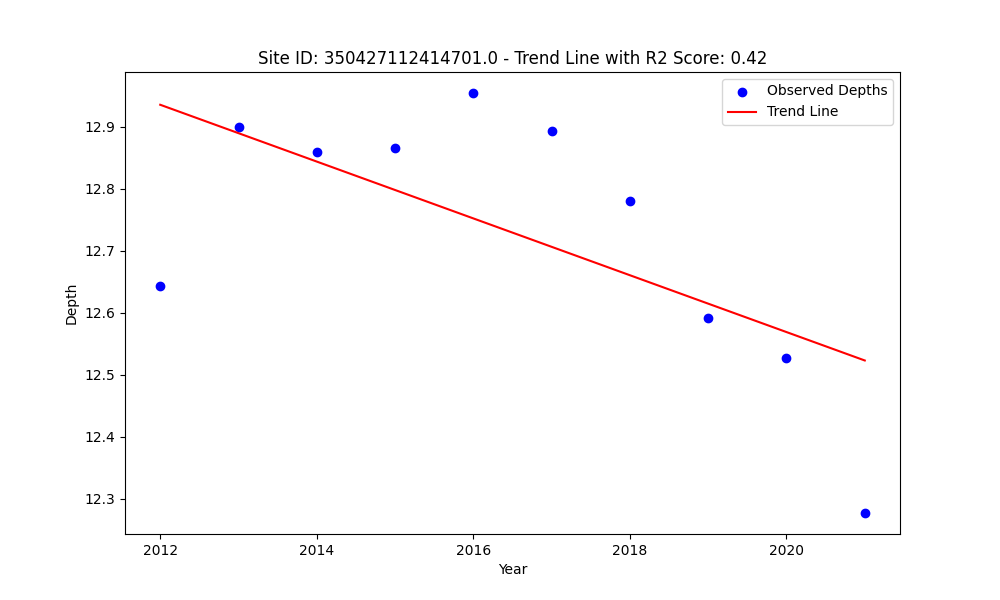 Site ID: 350427112414701.0 - Trend Line with R2 Score: 0.42
Observed Depths
Trend Line
12.9
12.8
12.7
12.6
12.5
12.4
12.3
Depth
2012
2014
2016
2018
2020
Year